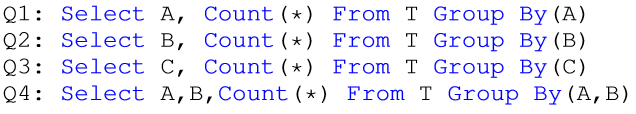 Q1: Select A, Count(*) From T Group By(A)
Q2: Select B, Count(*) From T Group By(B)
Q3: Select C, Count(*) From T Group By(C)
Q4: Select A,B,Count(*) From T Group By(A,B)